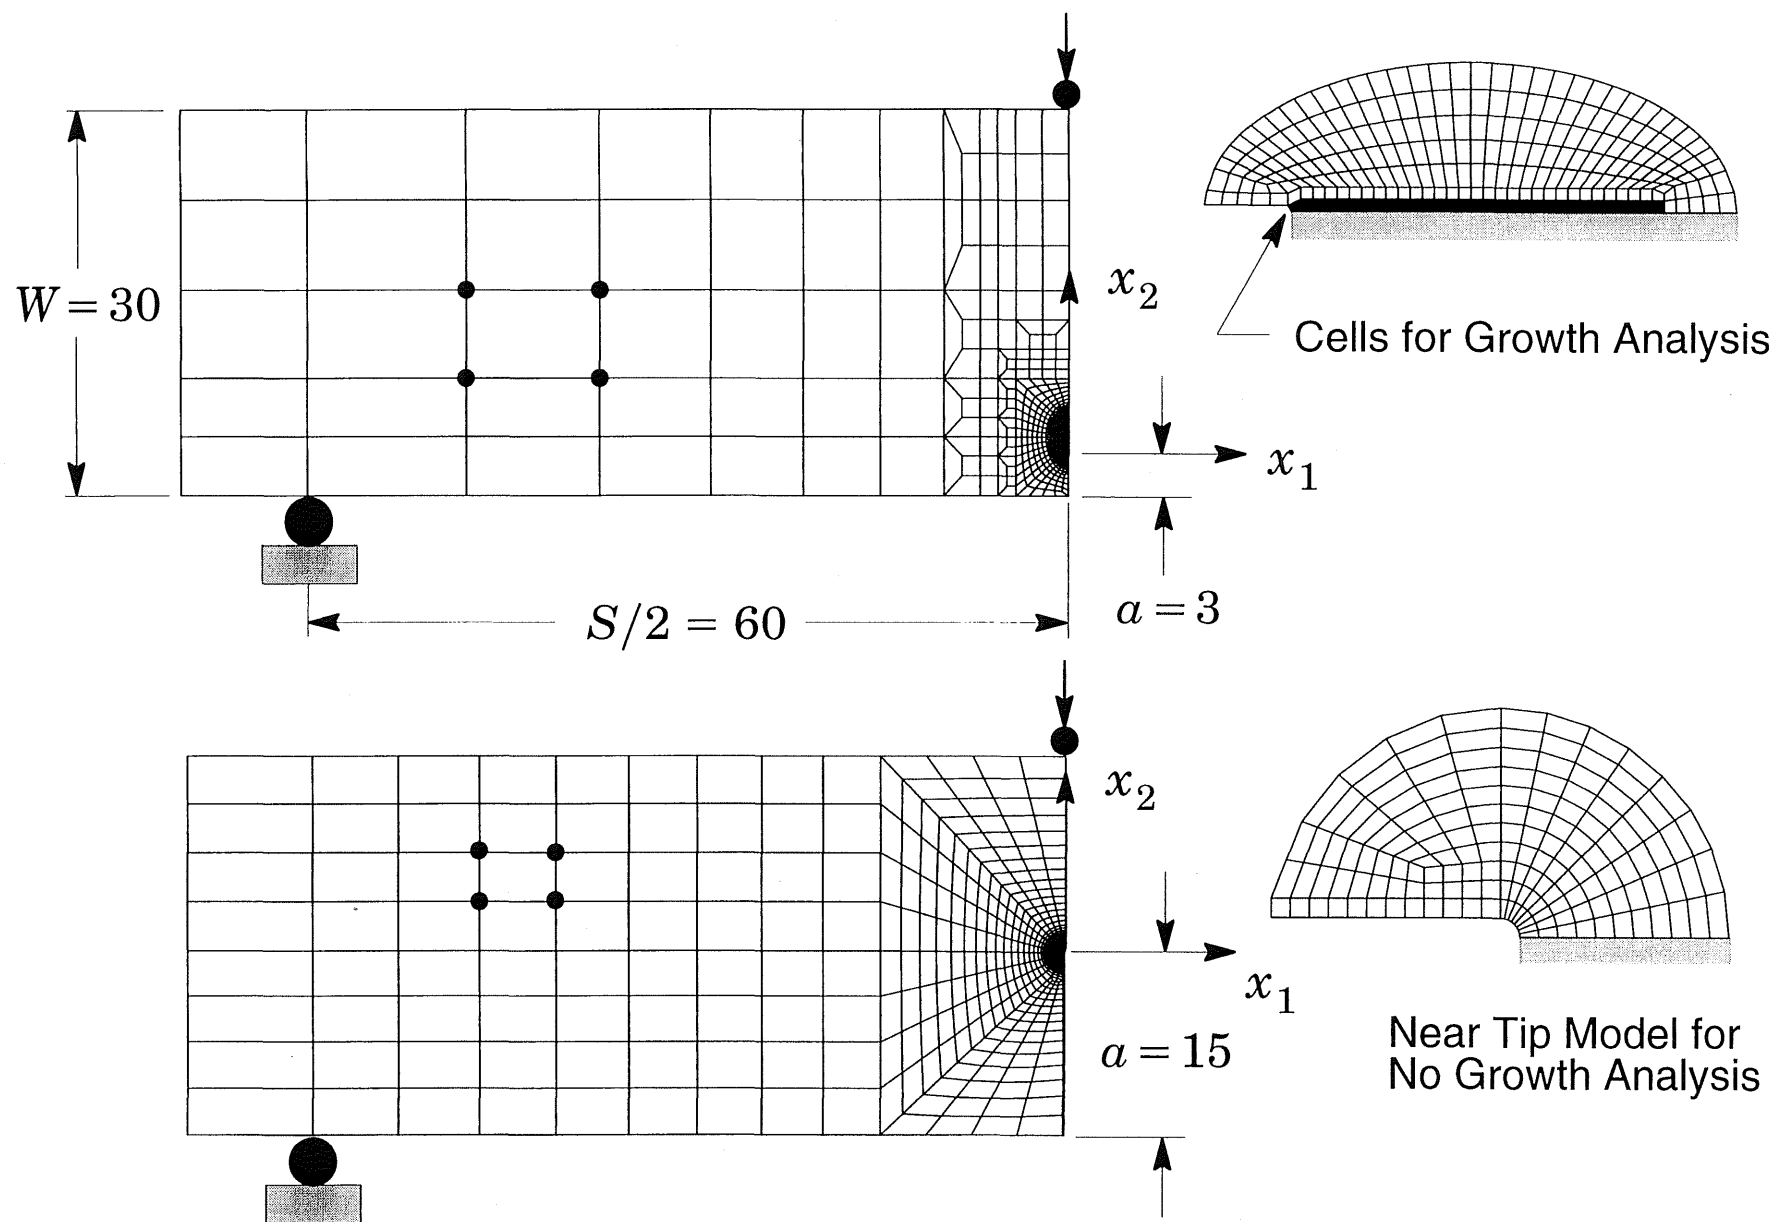 W = 30
x2
Cells for Growth Analysis
x1
S/2 = 60
a = 3
x2
x1
a = 15
Near Tip Model for
No Growth Analysis